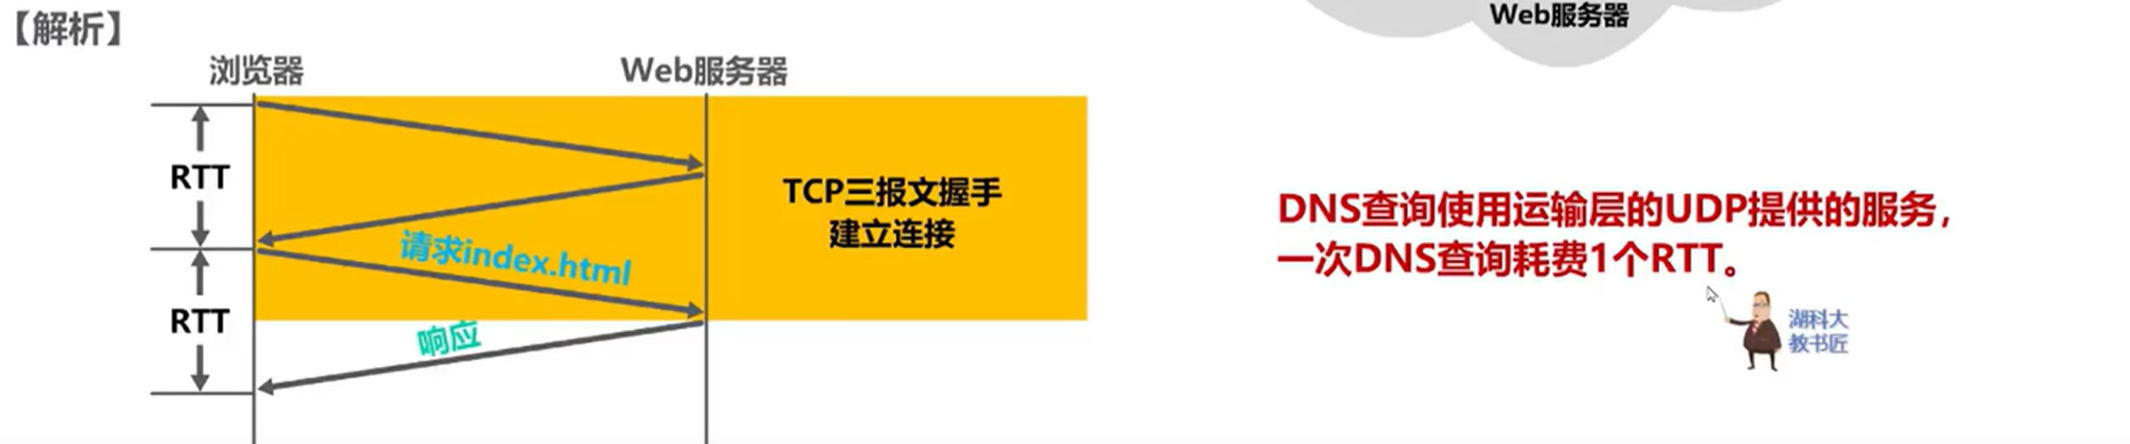 【解析】
Web服务器
浏览器
Web服务器
RTT
RTT
TCP三报文握手
建立连接
请求index.html
响应
DNS查询使用运输层的UDP提供的服务，
一次DNS查询耗费1个RTT。
湖科大
教书匠